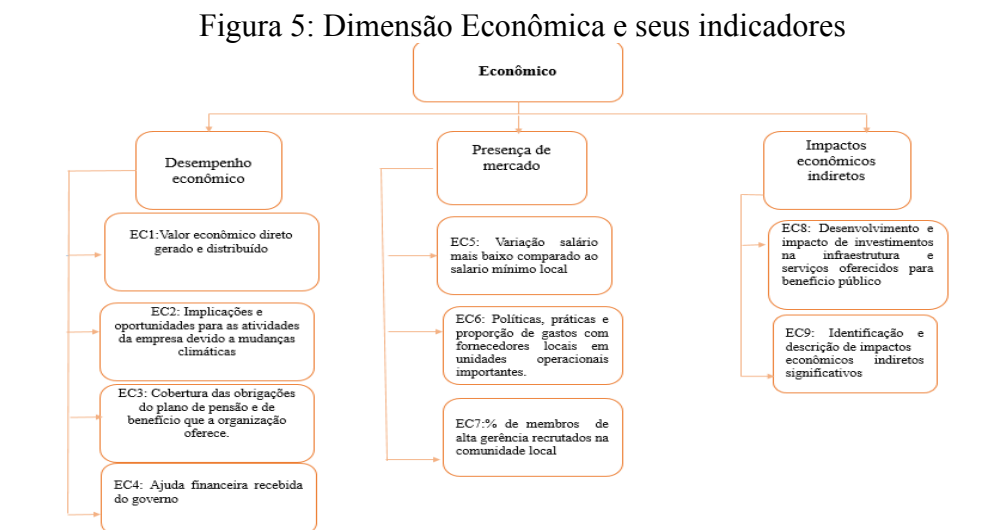 Figura 5: Dimensão Econômica e seus indicadores
Econômico
Desempenho
econômico
EC1:Valor econômico direto
gerado e distribuído
EC2: Implicações e
oportunidades para as atividades
da empresa devido a mudanças
climáticas
EC3: Cobertura das obrigações
do plano de pensão e de
benefício que a organização
oferece.
EC4: Ajuda financeira recebida
do governo
Presença de
mercado
EC5: Variação salário
mais baixo comparado ao
salario mínimo local
EC6: Políticas, práticas e
proporção de gastos com
fornecedores locais em
unidades operacionais
importantes.
EC7:% de membros de
alta gerência recrutados na
comunidade local
Impactos
econômicos
indiretos
EC8: Desenvolvimento e
impacto de investimentos
na infraestrutura e
serviços oferecidos para
benefício público
EC9: Identificação e
descrição de impactos
econômicos indiretos
significativos